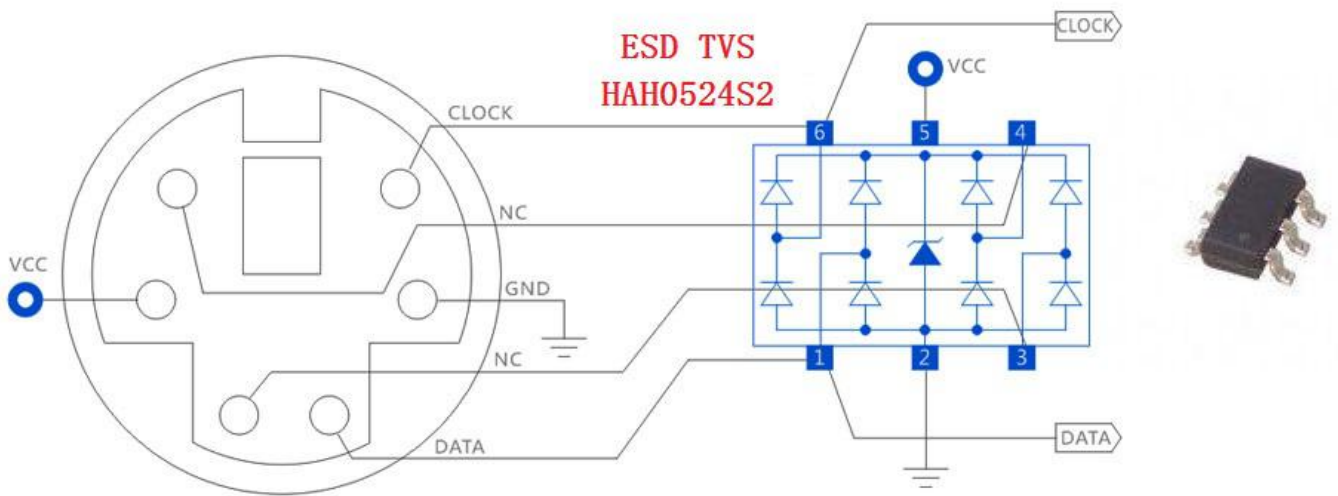 CLOCK
ESD TVS
VCC
HAH0524S2
CLOCK
6
5
4
NC
VCC
GND
NC
1
2
3
DATA
DATA